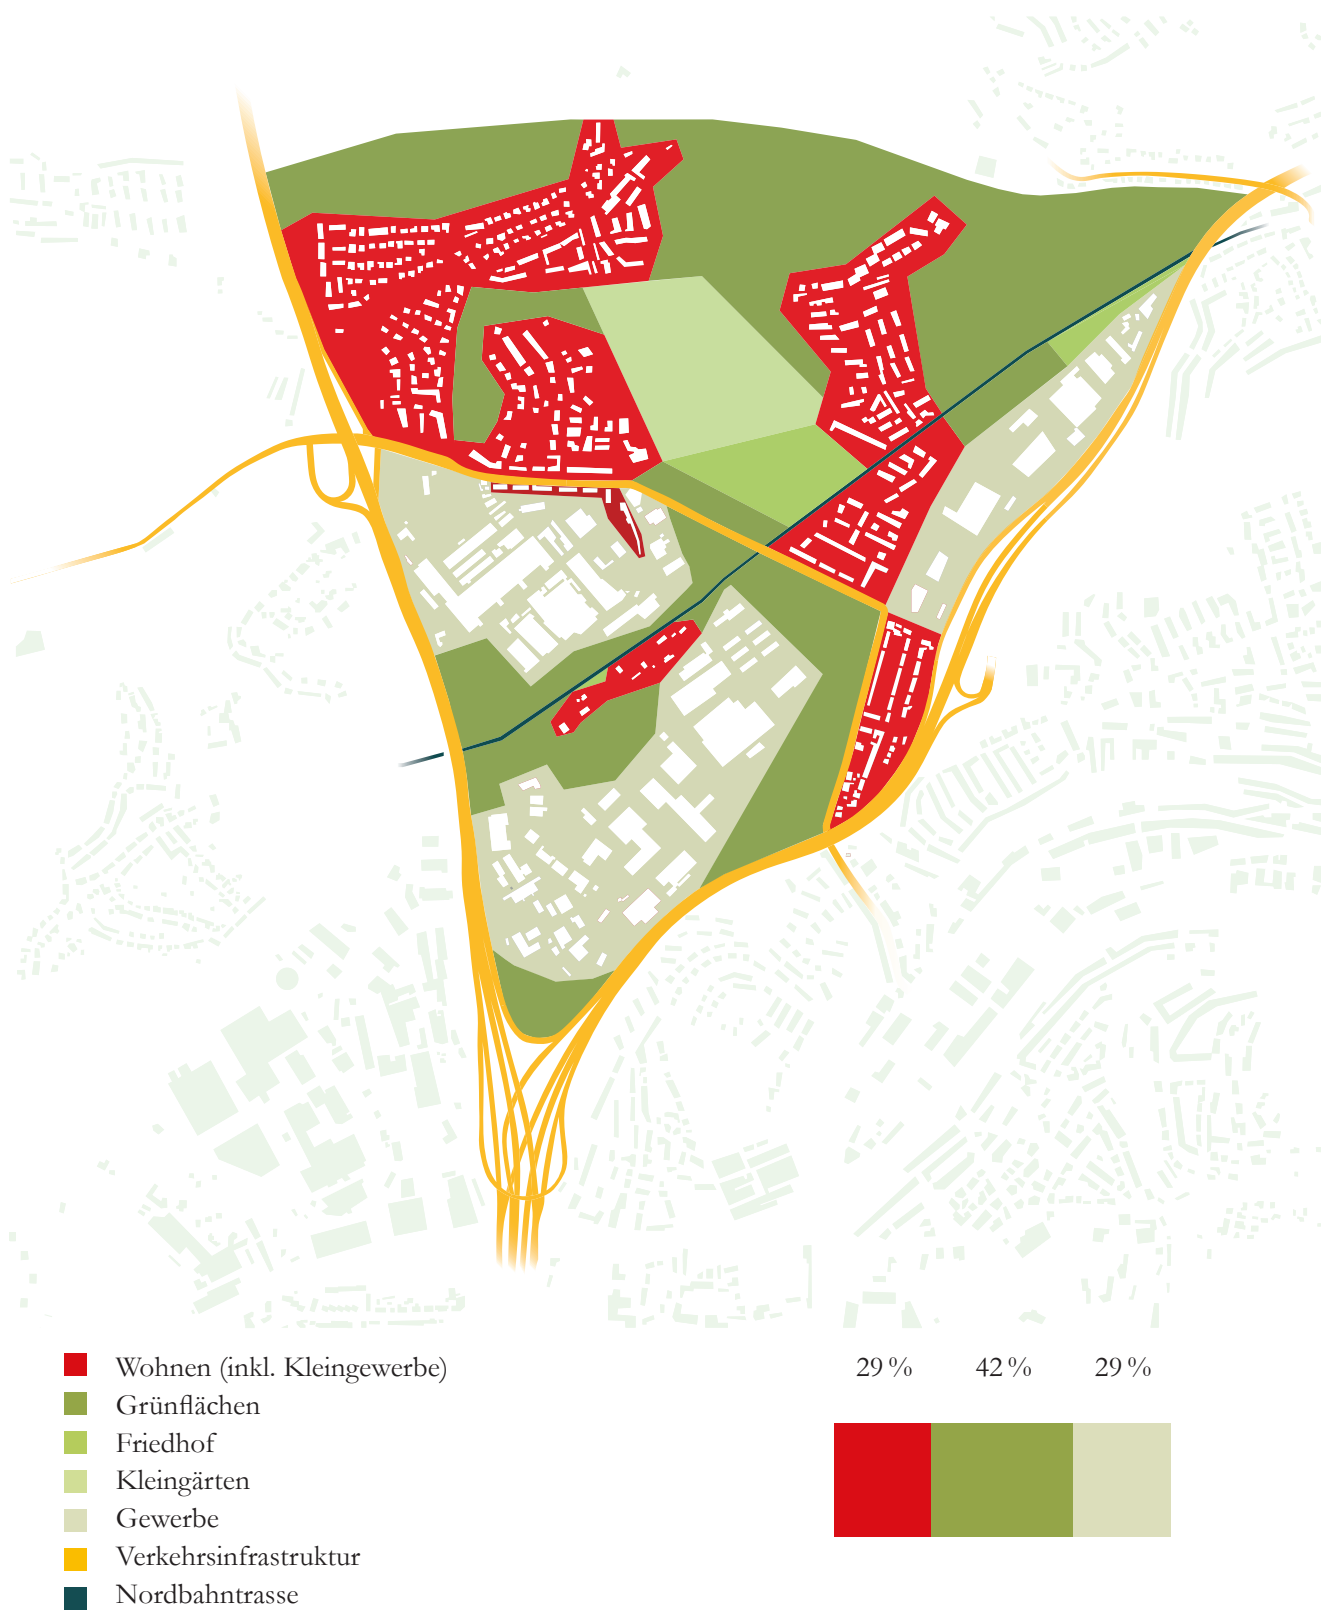 Wohnen (inkl. Kleingewerbe)
Grünflächen
Friedhof
Kleingärten
Gewerbe
Verkehrsinfrastruktur
Nordbahntrasse
29 % 42 % 29 %